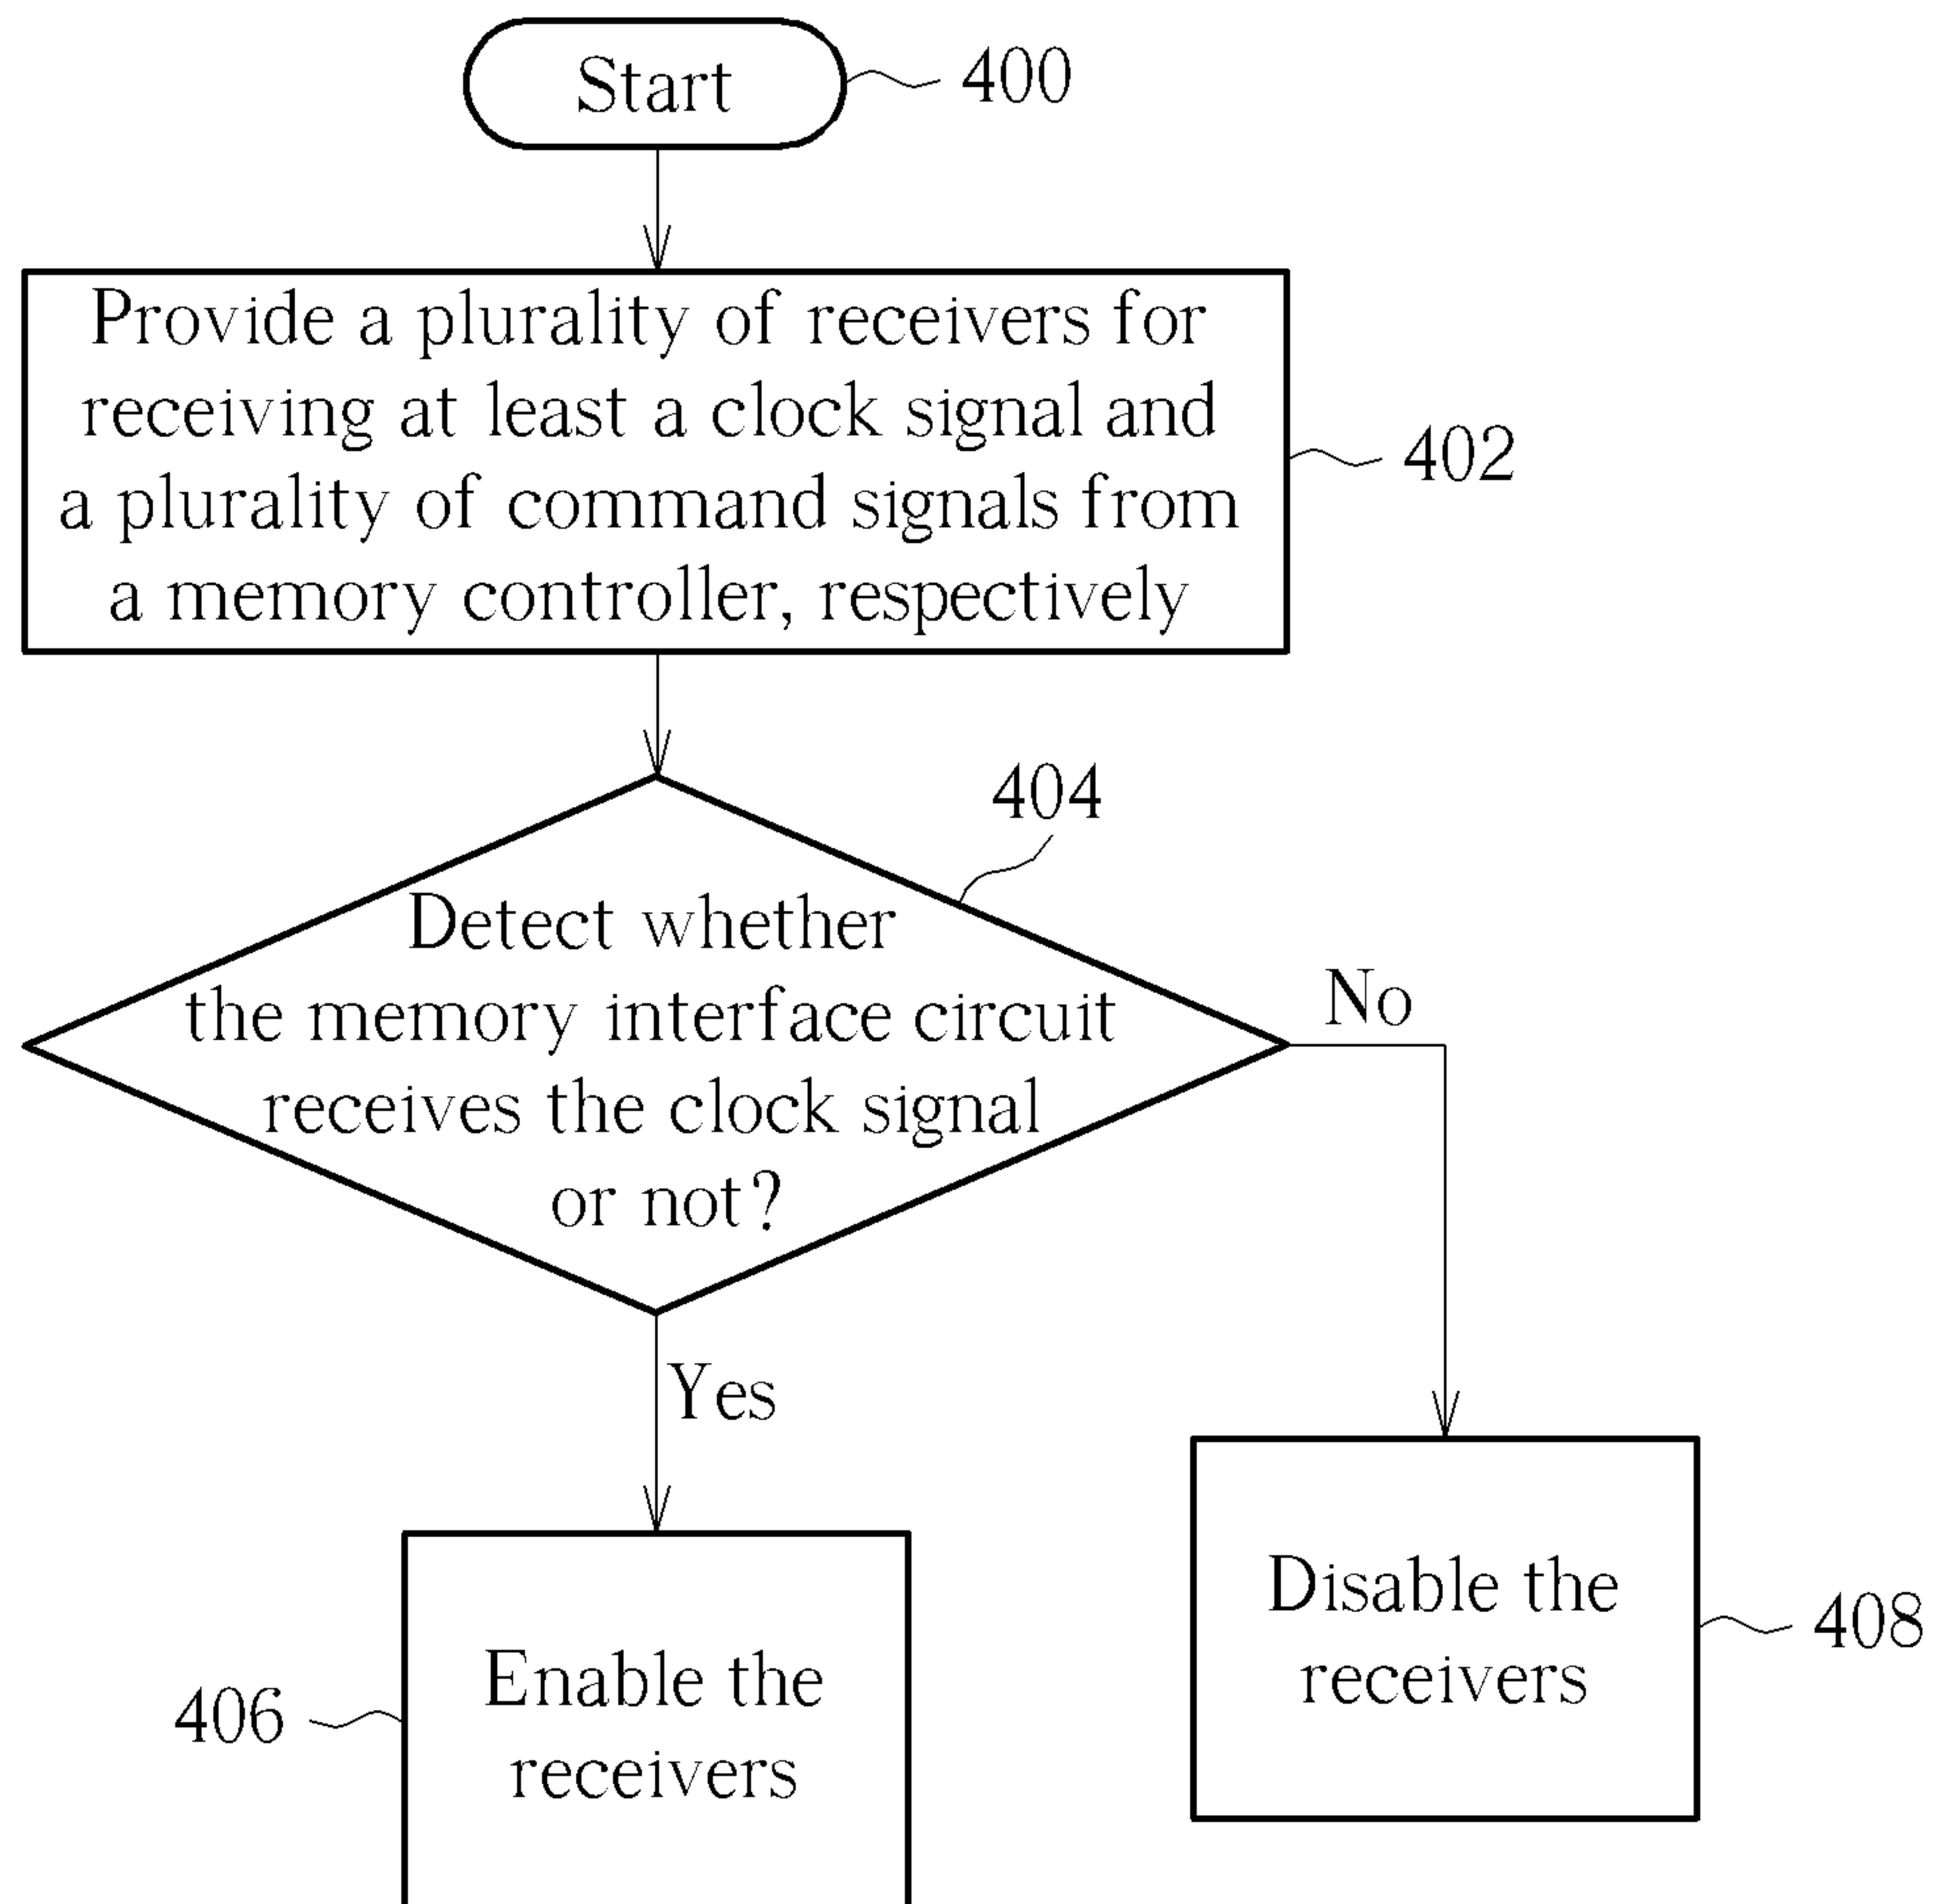 Start
400
Provide a plurality of receivers for
receiving at least a clock signal and
a plurality of command signals from
a memory controller, respectively
402
404
Detect whether
the memory interface circuit
receives the clock signal
or not?
No
Yes
Disable the
receivers
408
Enable the
receivers
406